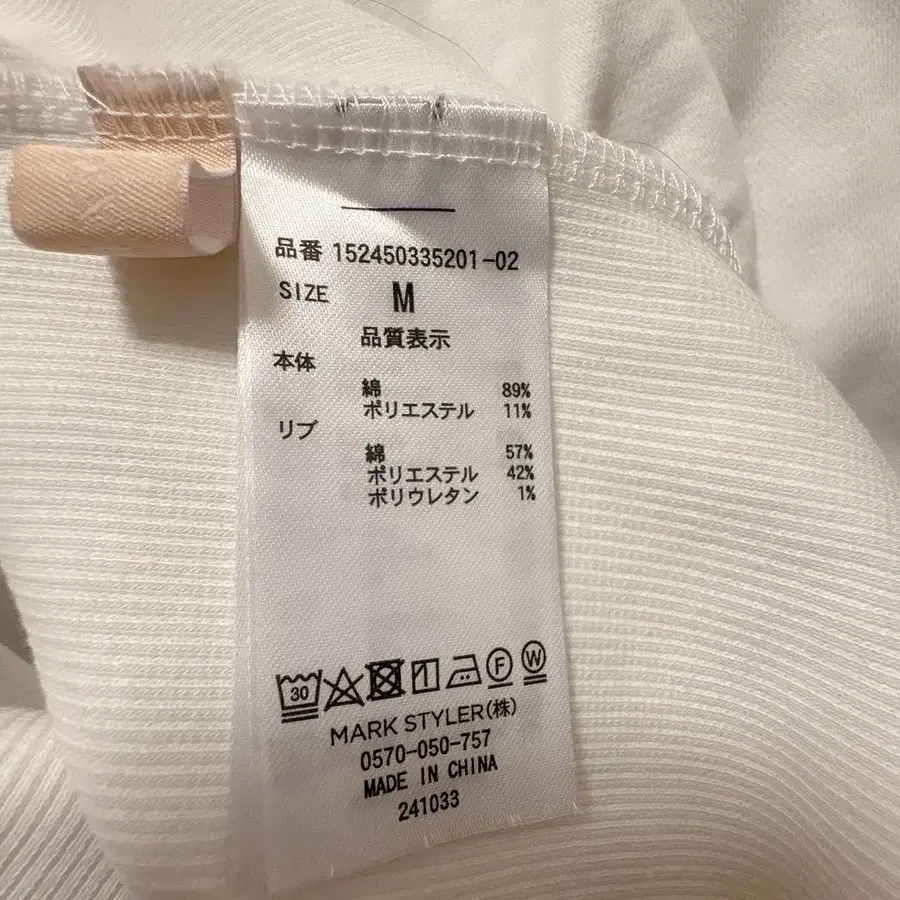 品番 152450335201-02
SIZE M
品質表示
本体
綿 89%
ポリエステル 11%
リブ
綿 57%
ポリエステル 42%
ポリウレタン 1%
30 F W
MARK STYLER(株)
0570-050-757
MADE IN CHINA
241033